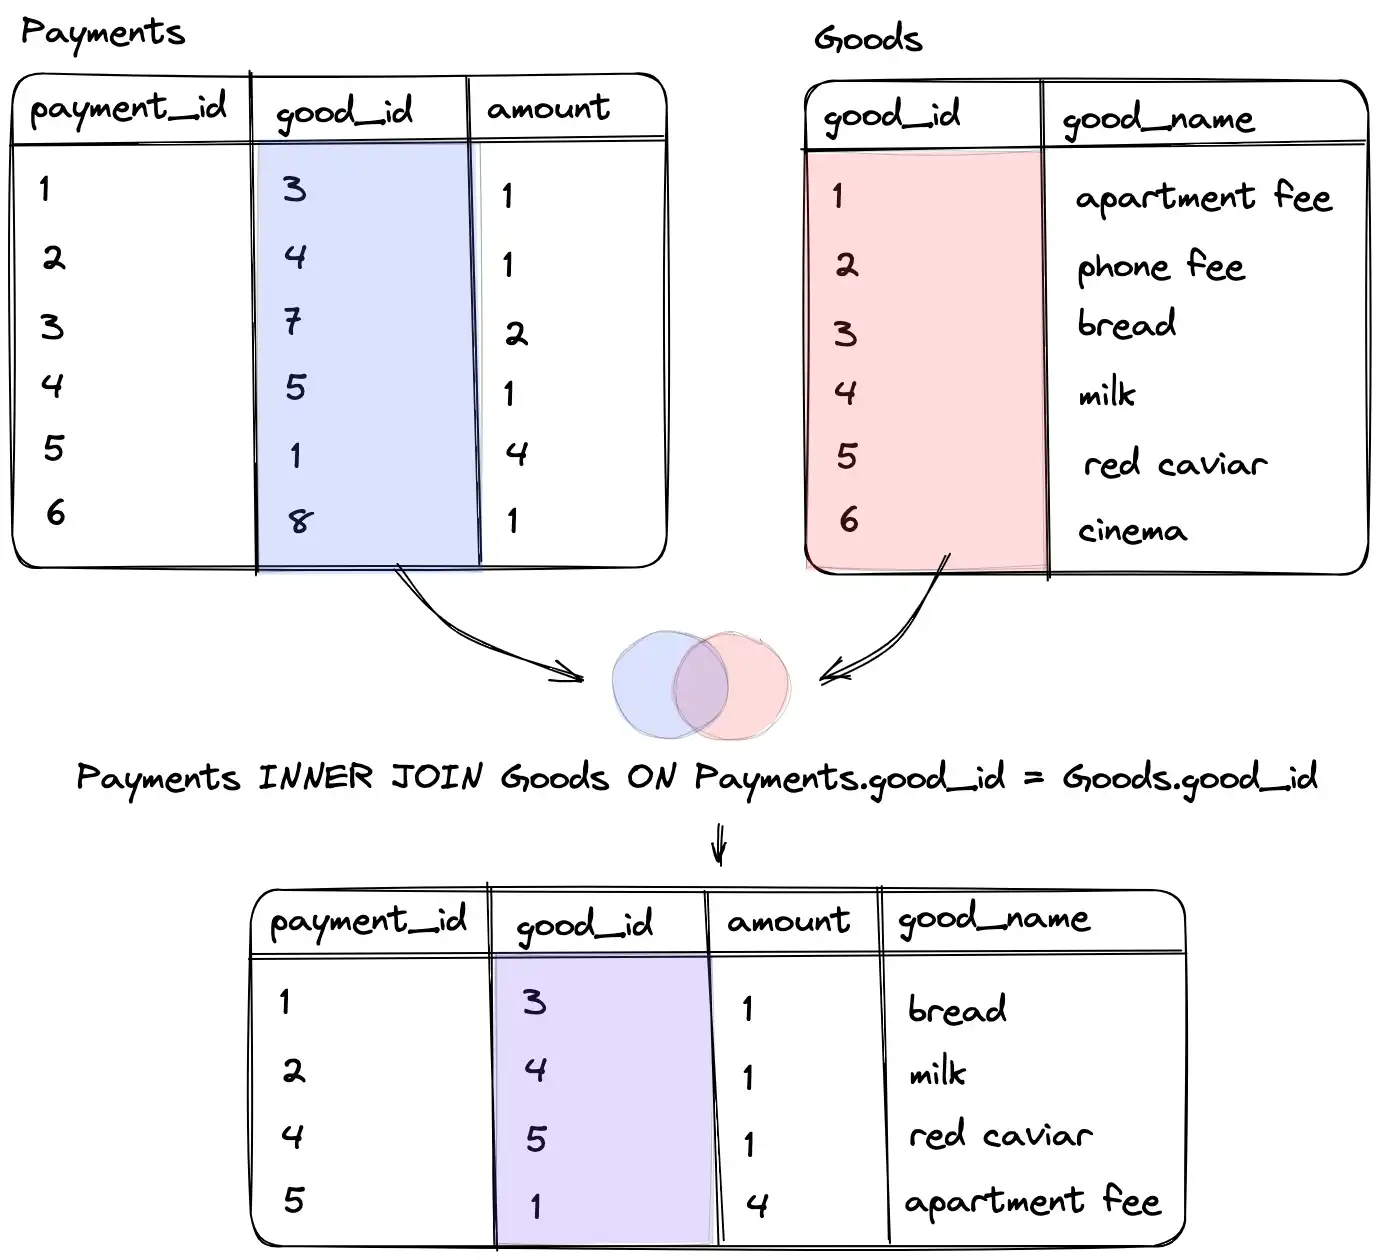 Payments
payment_id good_id amount
1 3 1
2 4 1
3 7 2
4 5 1
5 1 4
6 8 1
Goods
good_id good_name
1 apartment fee
2 phone fee
3 bread
4 milk
5 red caviar
6 cinema
Payments INNER JOIN Goods ON Payments.good_id = Goods.good_id
payment_id good_id amount good_name
1 3 1 bread
2 4 1 milk
4 5 1 red caviar
5 1 4 apartment fee